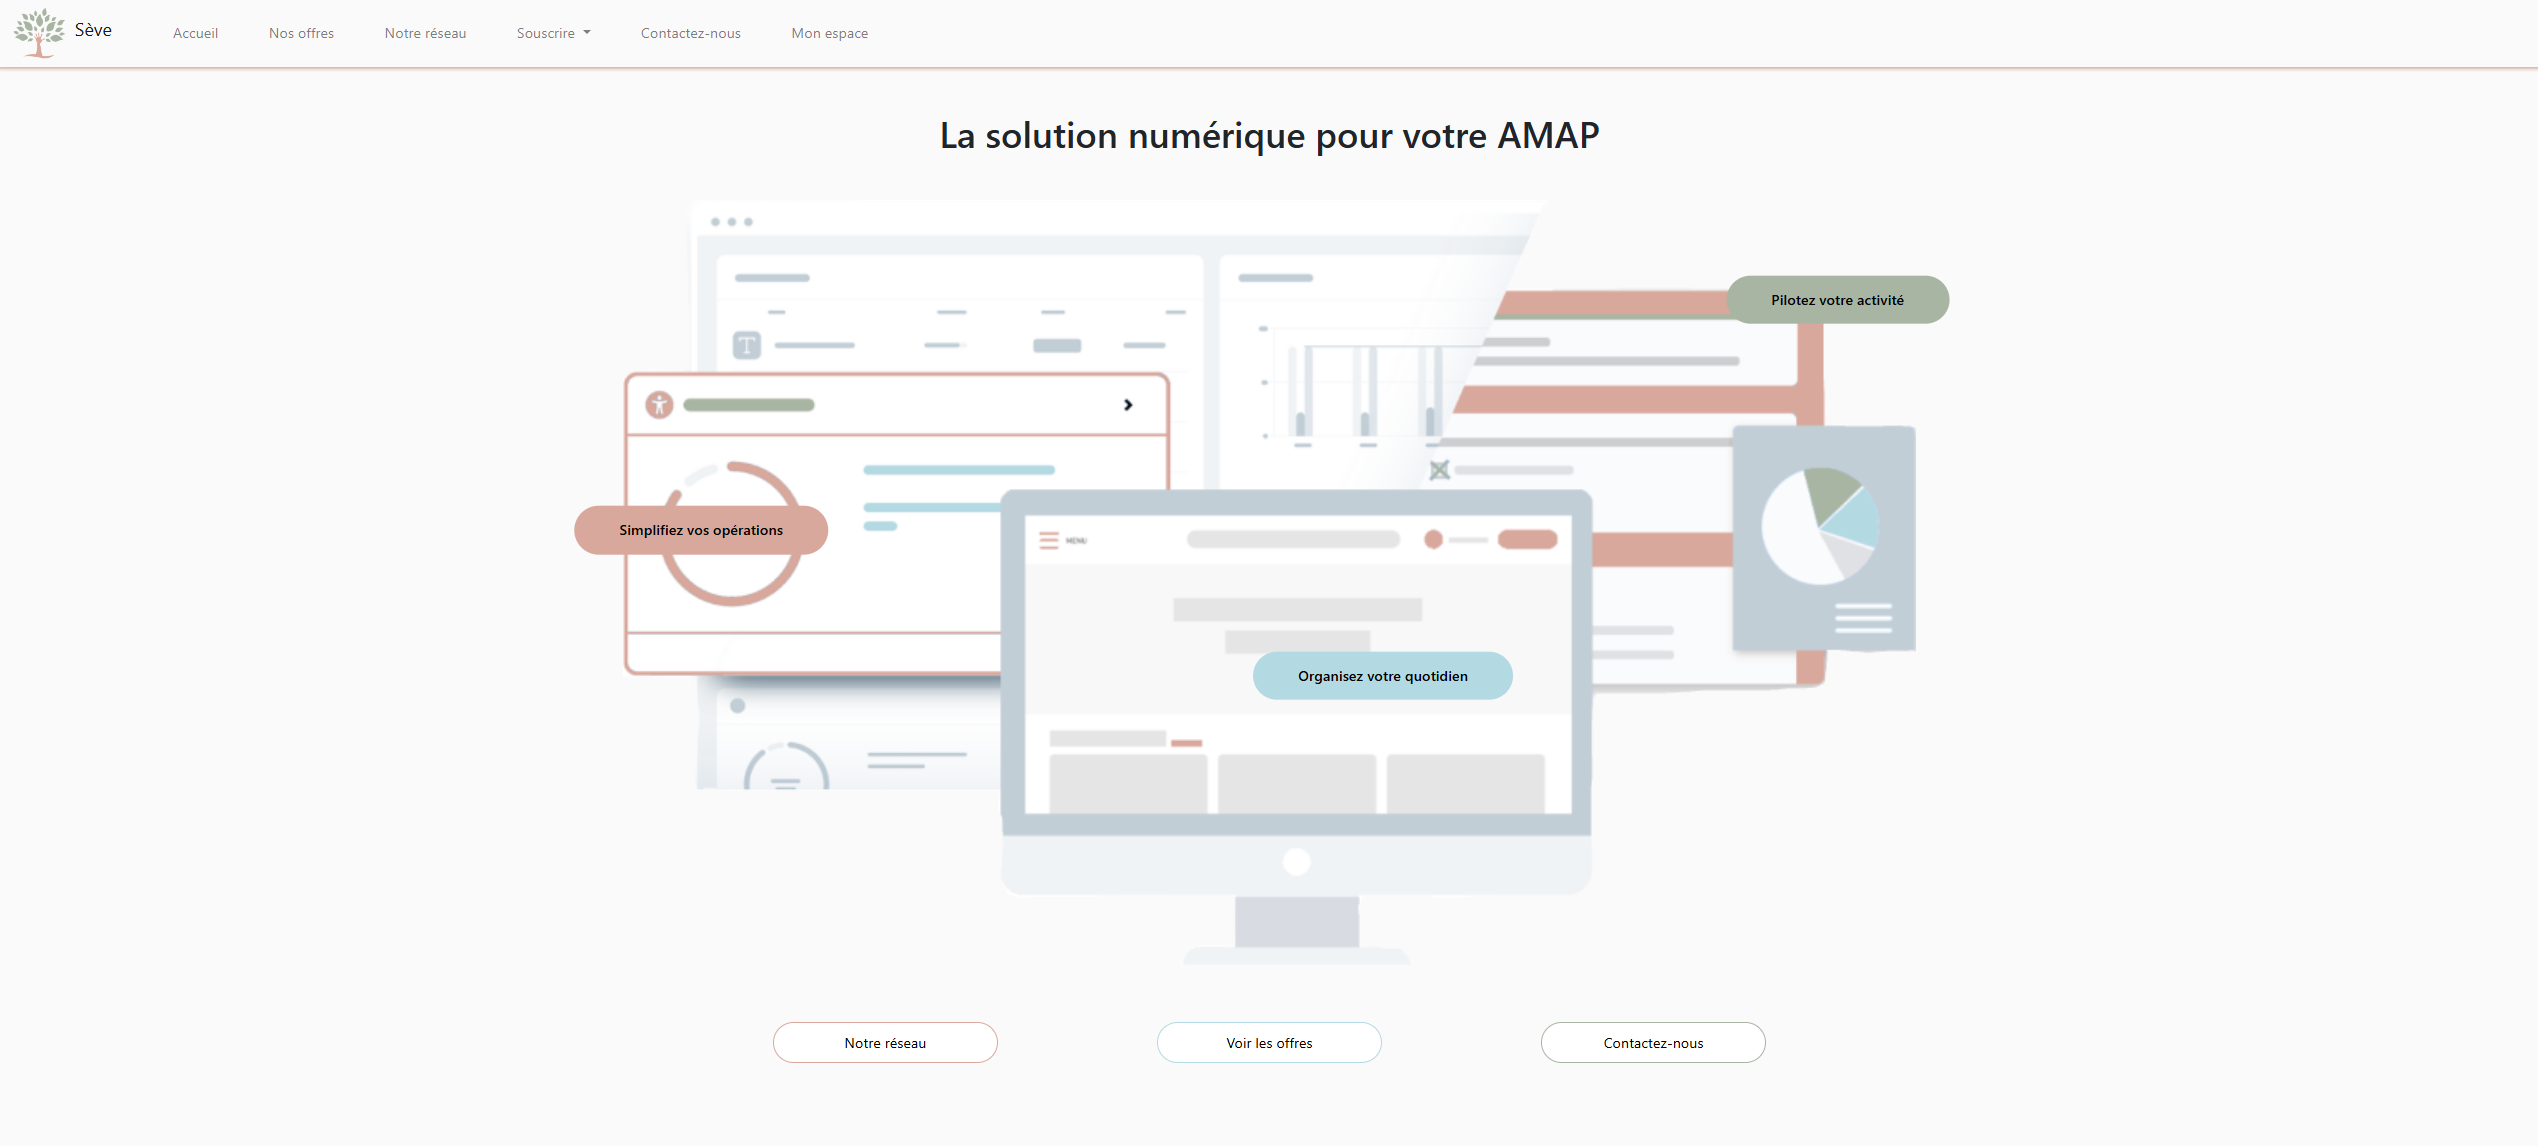 Sève
Accueil
Nos offres
Notre réseau
Souscrire
Contactez-nous
Mon espace
La solution numérique pour votre AMAP
Pilotez votre activité
T
Simplifiez vos opérations
MENU
Organisez votre quotidien
Notre réseau
Voir les offres
Contactez-nous